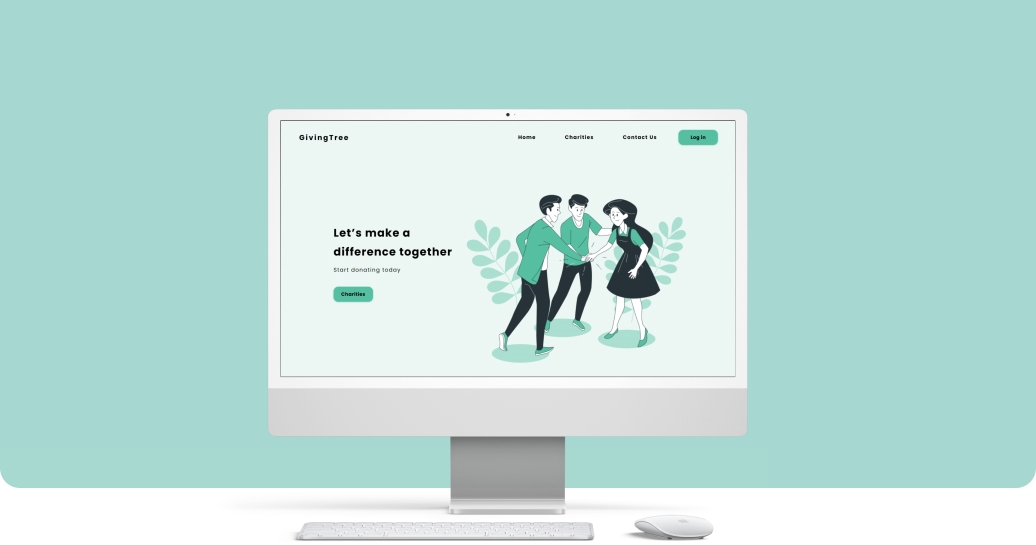 GivingTree
Home Charities Contact Us Log in
Let's make a
difference together
Start donating today
Charities